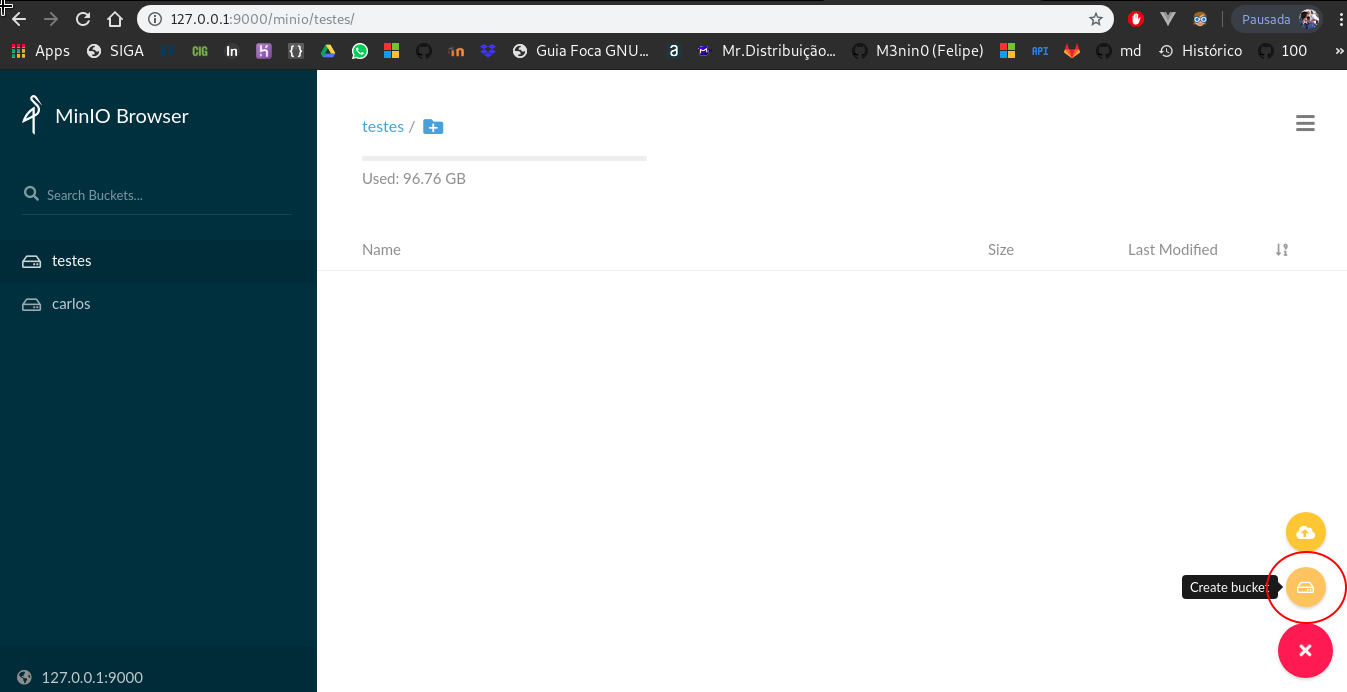 127.0.0.1:9000/minio/testes/
Pausada
Apps SIGA CIG In {} Guia Foca GNU... a M Mr.Distribuição... M3nin0 (Felipe) API md Histórico 100 »
MinIO Browser
Search Buckets...
testes
carlos
127.0.0.1:9000
testes /
Used: 96.76 GB
Name Size Last Modified
Create bucket